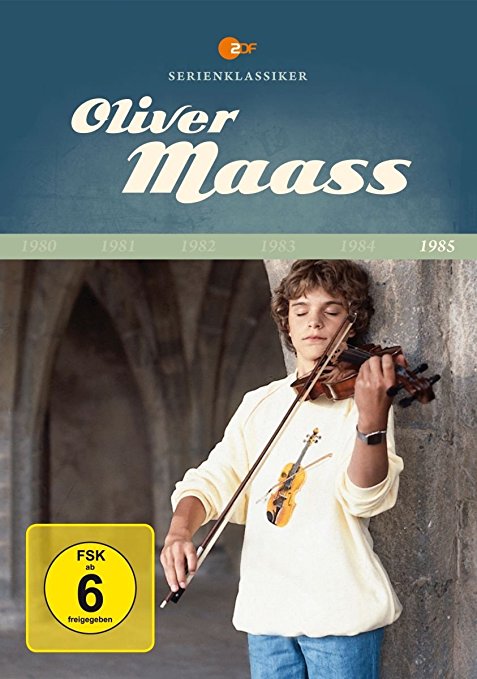 ZDF
SERIENKLASSIKER
Oliver
Maass
1980 1981 1982 1983 1984 1985
FSK
ab
6
freigegeben